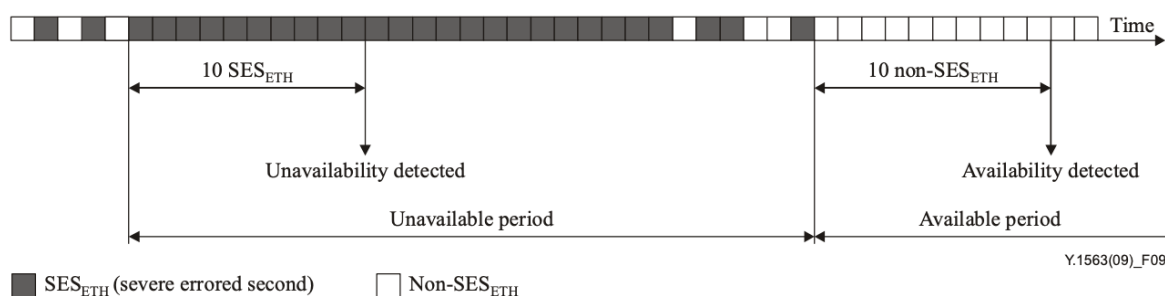 Time
10 SES_ETH
10 non-SES_ETH
Unavailability detected
Availability detected
Unavailable period
Available period
Y.1563(09)_F09
SES_ETH (severe errored second)
Non-SES_ETH